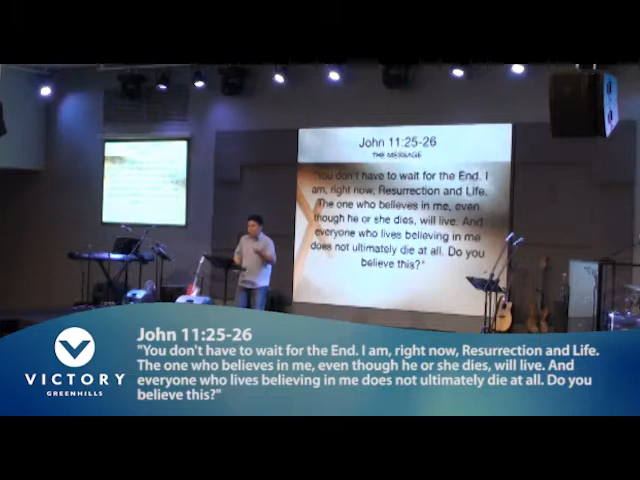 John 11:25-26
THE MESSAGE
"You don't have to wait for the End. I
am, right now, Resurrection and Life.
The one who believes in me, even
though he or she dies, will live. And
everyone who lives believing in me
does not ultimately die at all. Do you
believe this?"
John 11:25-26
"You don't have to wait for the End. I am, right now, Resurrection and Life.
The one who believes in me, even though he or she dies, will live. And
everyone who lives believing in me does not ultimately die at all. Do you
believe this?"
VICTORY
GREENHILLS